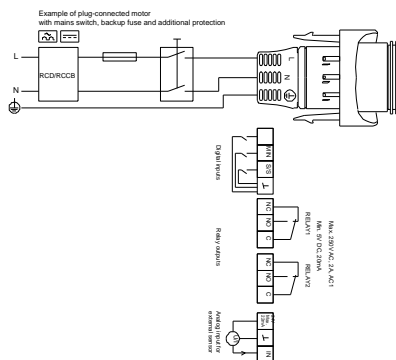 Example of plug-connected motor
with mains switch, backup fuse and additional protection
L
RCD/RCCB
N
L
N
Digital inputs
MIN
S/S
Relay outputs
NC
NO
C
RELAY1
NC
NO
C
RELAY2
Max. 250V AC, 2A, AC1
Min. 5V DC, 20mA
Analog input for
external sensor
IN